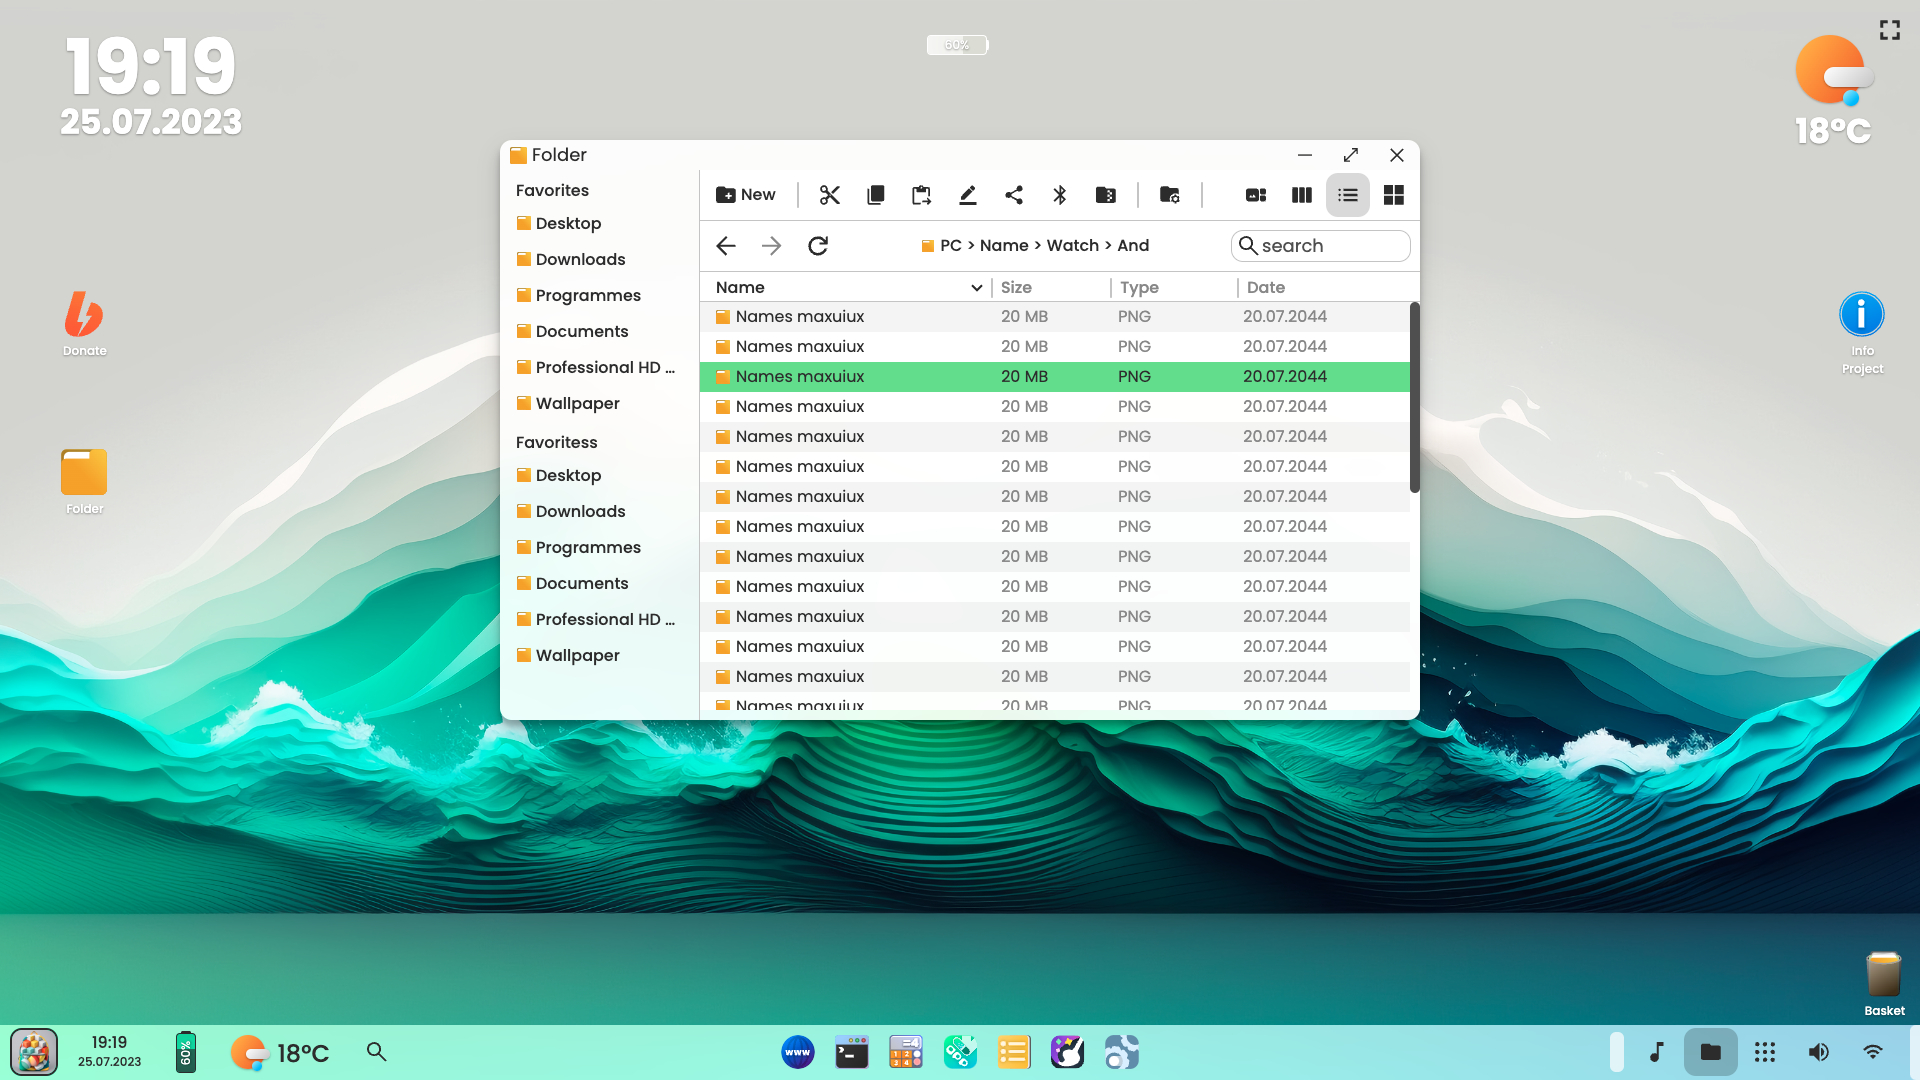 19:19
25.07.2023
60%
18°C
Donate
Folder
Info
Project
Folder
Favorites
Desktop
Downloads
Programmes
Documents
Professional HD ...
Wallpaper
Favoritess
Desktop
Downloads
Programmes
Documents
Professional HD ...
Wallpaper
New
PC > Name > Watch > And
search
Name Size Type Date
Names maxuiux 20 MB PNG 20.07.2044
Names maxuiux 20 MB PNG 20.07.2044
Names maxuiux 20 MB PNG 20.07.2044
Names maxuiux 20 MB PNG 20.07.2044
Names maxuiux 20 MB PNG 20.07.2044
Names maxuiux 20 MB PNG 20.07.2044
Names maxuiux 20 MB PNG 20.07.2044
Names maxuiux 20 MB PNG 20.07.2044
Names maxuiux 20 MB PNG 20.07.2044
Names maxuiux 20 MB PNG 20.07.2044
Names maxuiux 20 MB PNG 20.07.2044
Names maxuiux 20 MB PNG 20.07.2044
Names maxuiux 20 MB PNG 20.07.2044
Names maxuiux 20 MB PNG 20.07.2044
Basket
19:19
25.07.2023
60%
18°C
www